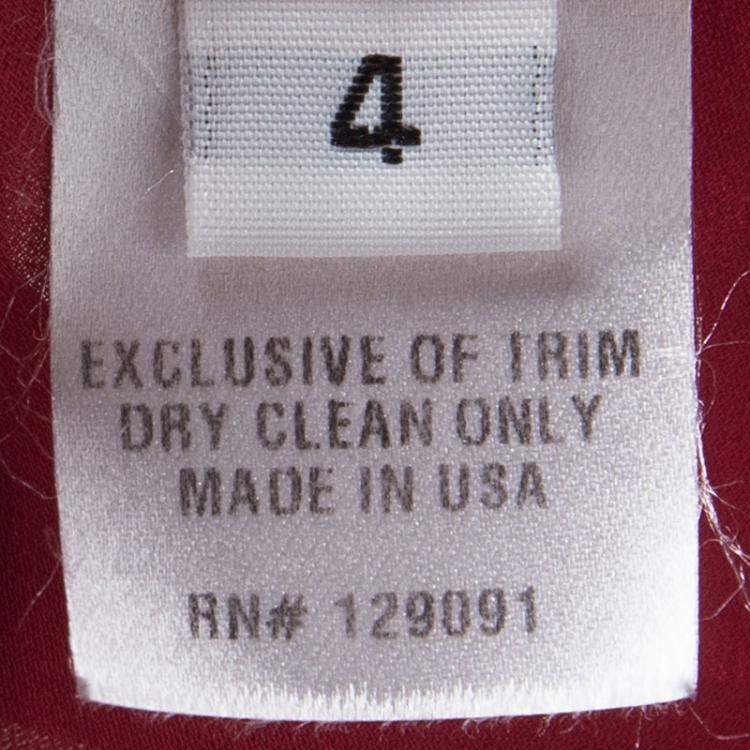 4
EXCLUSIVE OF TRIM
DRY CLEAN ONLY
MADE IN USA
RN# 129091